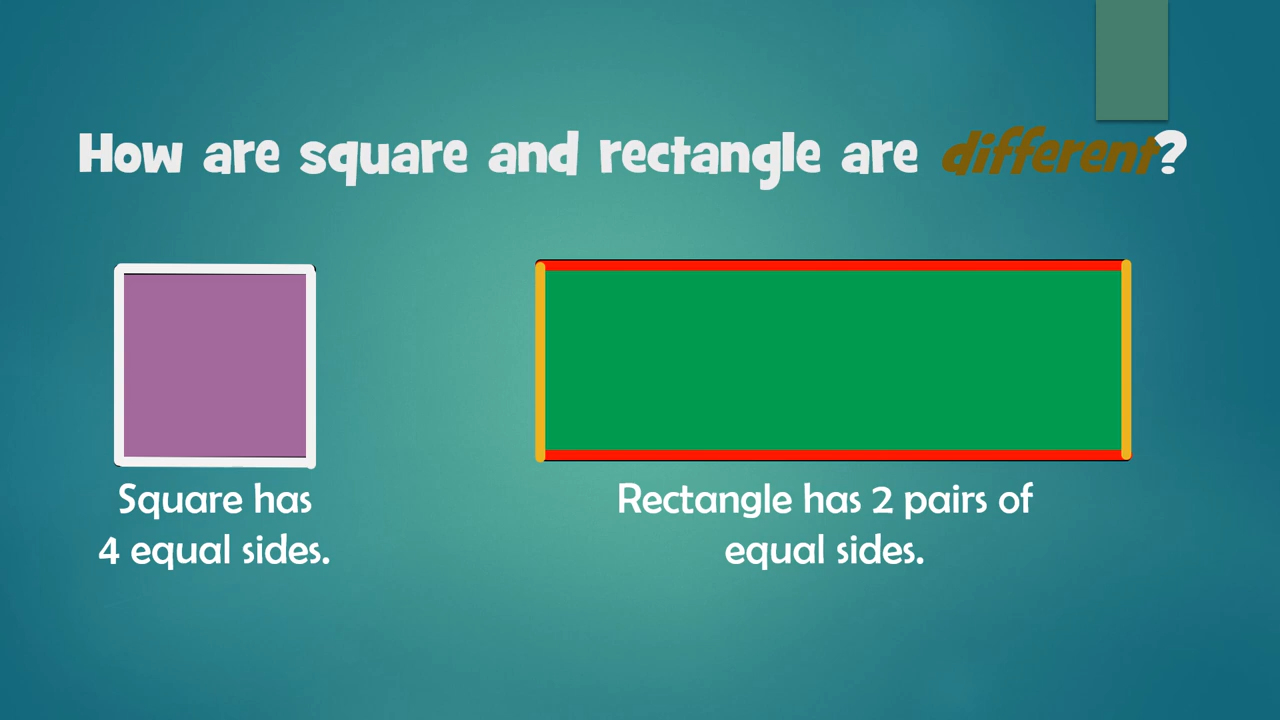 How are square and rectangle are different?
Square has
4 equal sides.
Rectangle has 2 pairs of
equal sides.